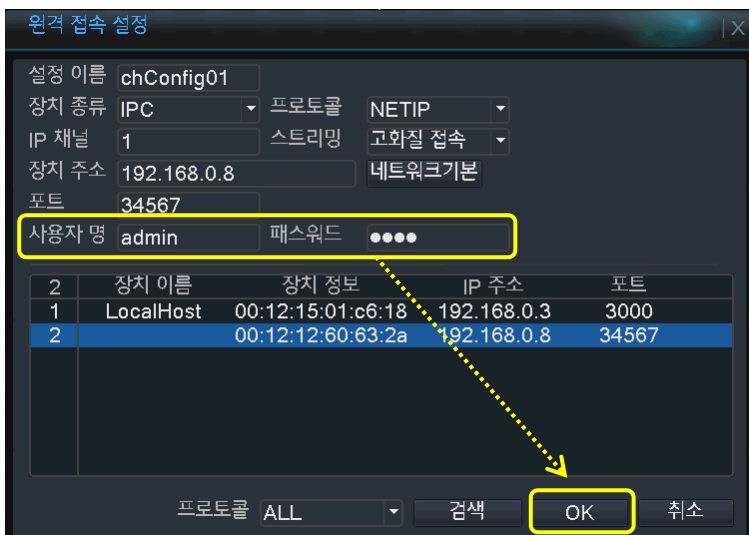 원격 접속 설정 X
설정 이름 chConfig01
장치 종류 IPC 프로토콜 NETIP
IP 채널 1 스트리밍 고화질 접속
장치 주소 192.168.0.8 네트워크기본
포트 34567
사용자 명 admin 패스워드 ●●●●
2 장치 이름 장치 정보 IP 주소 포트
1 LocalHost 00:12:15:01:c6:18 192.168.0.3 3000
2 00:12:12:60:63:2a 192.168.0.8 34567
프로토콜 ALL 검색 OK 취소